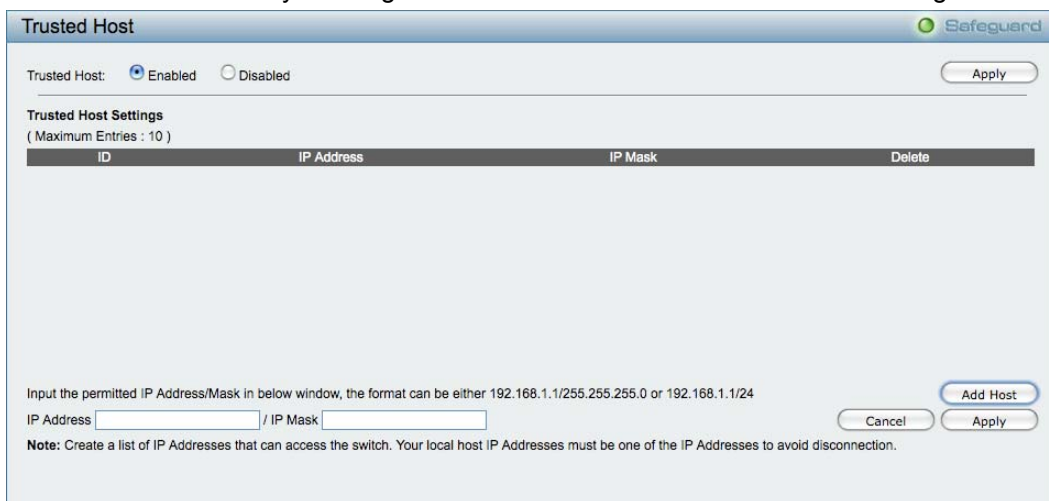 Trusted Host Safeguard
Trusted Host: Enabled Disabled Apply
Trusted Host Settings
( Maximum Entries : 10 )
ID IP Address IP Mask Delete
Input the permitted IP Address/Mask in below window, the format can be either 192.168.1.1/255.255.255.0 or 192.168.1.1/24 Add Host
IP Address / IP Mask Cancel Apply
Note: Create a list of IP Addresses that can access the switch. Your local host IP Addresses must be one of the IP Addresses to avoid disconnection.